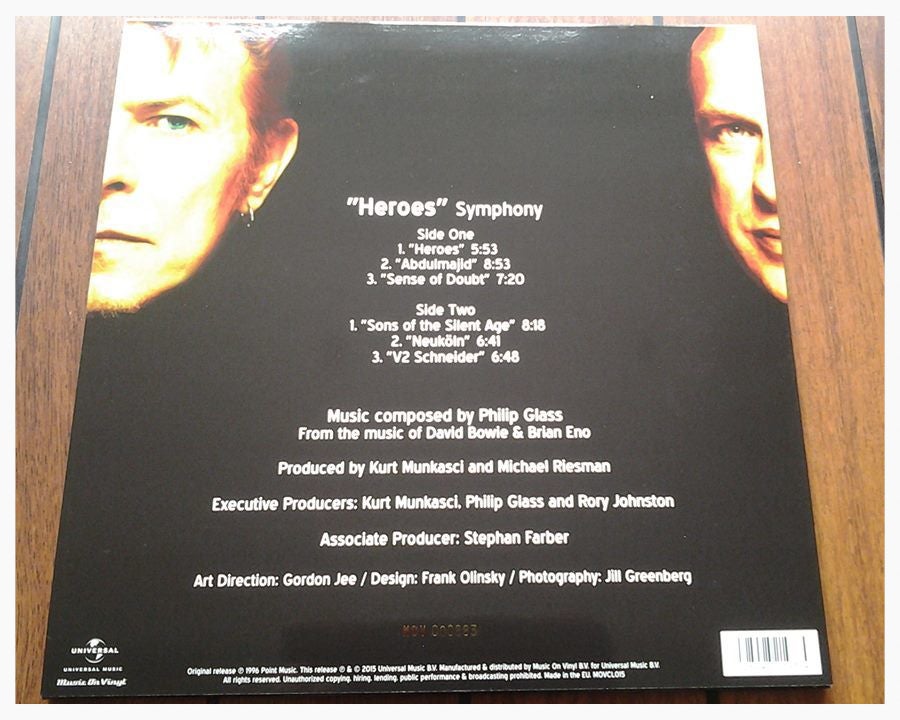 "Heroes" Symphony
Side One
1. "Heroes" 5:53
2. "Abdulmajid" 8:53
3. "Sense of Doubt" 7:20
Side Two
1. "Sons of the Silent Age" 8:18
2. "Neuköln" 6:41
3. "V2 Schneider" 6:48
Music composed by Philip Glass
From the music of David Bowie & Brian Eno
Produced by Kurt Munkasci and Michael Riesman
Executive Producers: Kurt Munkasci, Philip Glass and Rory Johnston
Associate Producer: Stephan Farber
Art Direction: Gordon Jee / Design: Frank Olinsky / Photography: Jill Greenberg
MOV
UNIVERSAL
UNIVERSAL MUSIC
Music On Vinyl
Original release ℗ 1996 Point Music. This release ℗ & © 2015 Universal Music B.V. Manufactured & distributed by Music On Vinyl B.V. for Universal Music B.V.
All rights reserved. Unauthorized copying, hiring, lending, public performance & broadcasting prohibited. Made in the EU. MOVCL015